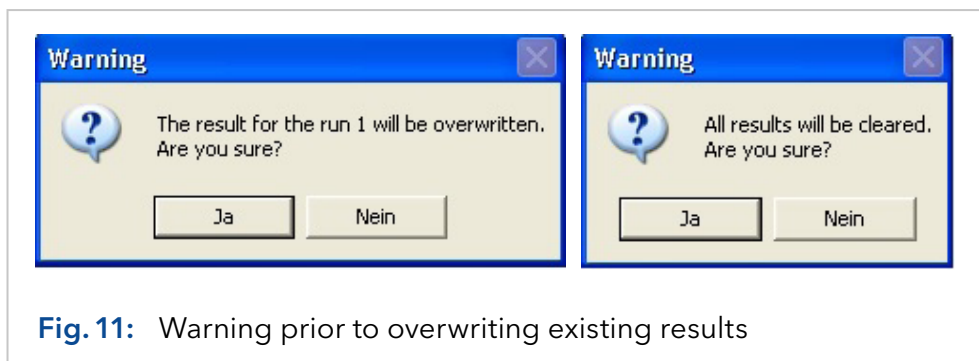 Warning
The result for the run 1 will be overwritten.
Are you sure?
Ja Nein
Warning
All results will be cleared.
Are you sure?
Ja Nein
Fig. 11: Warning prior to overwriting existing results